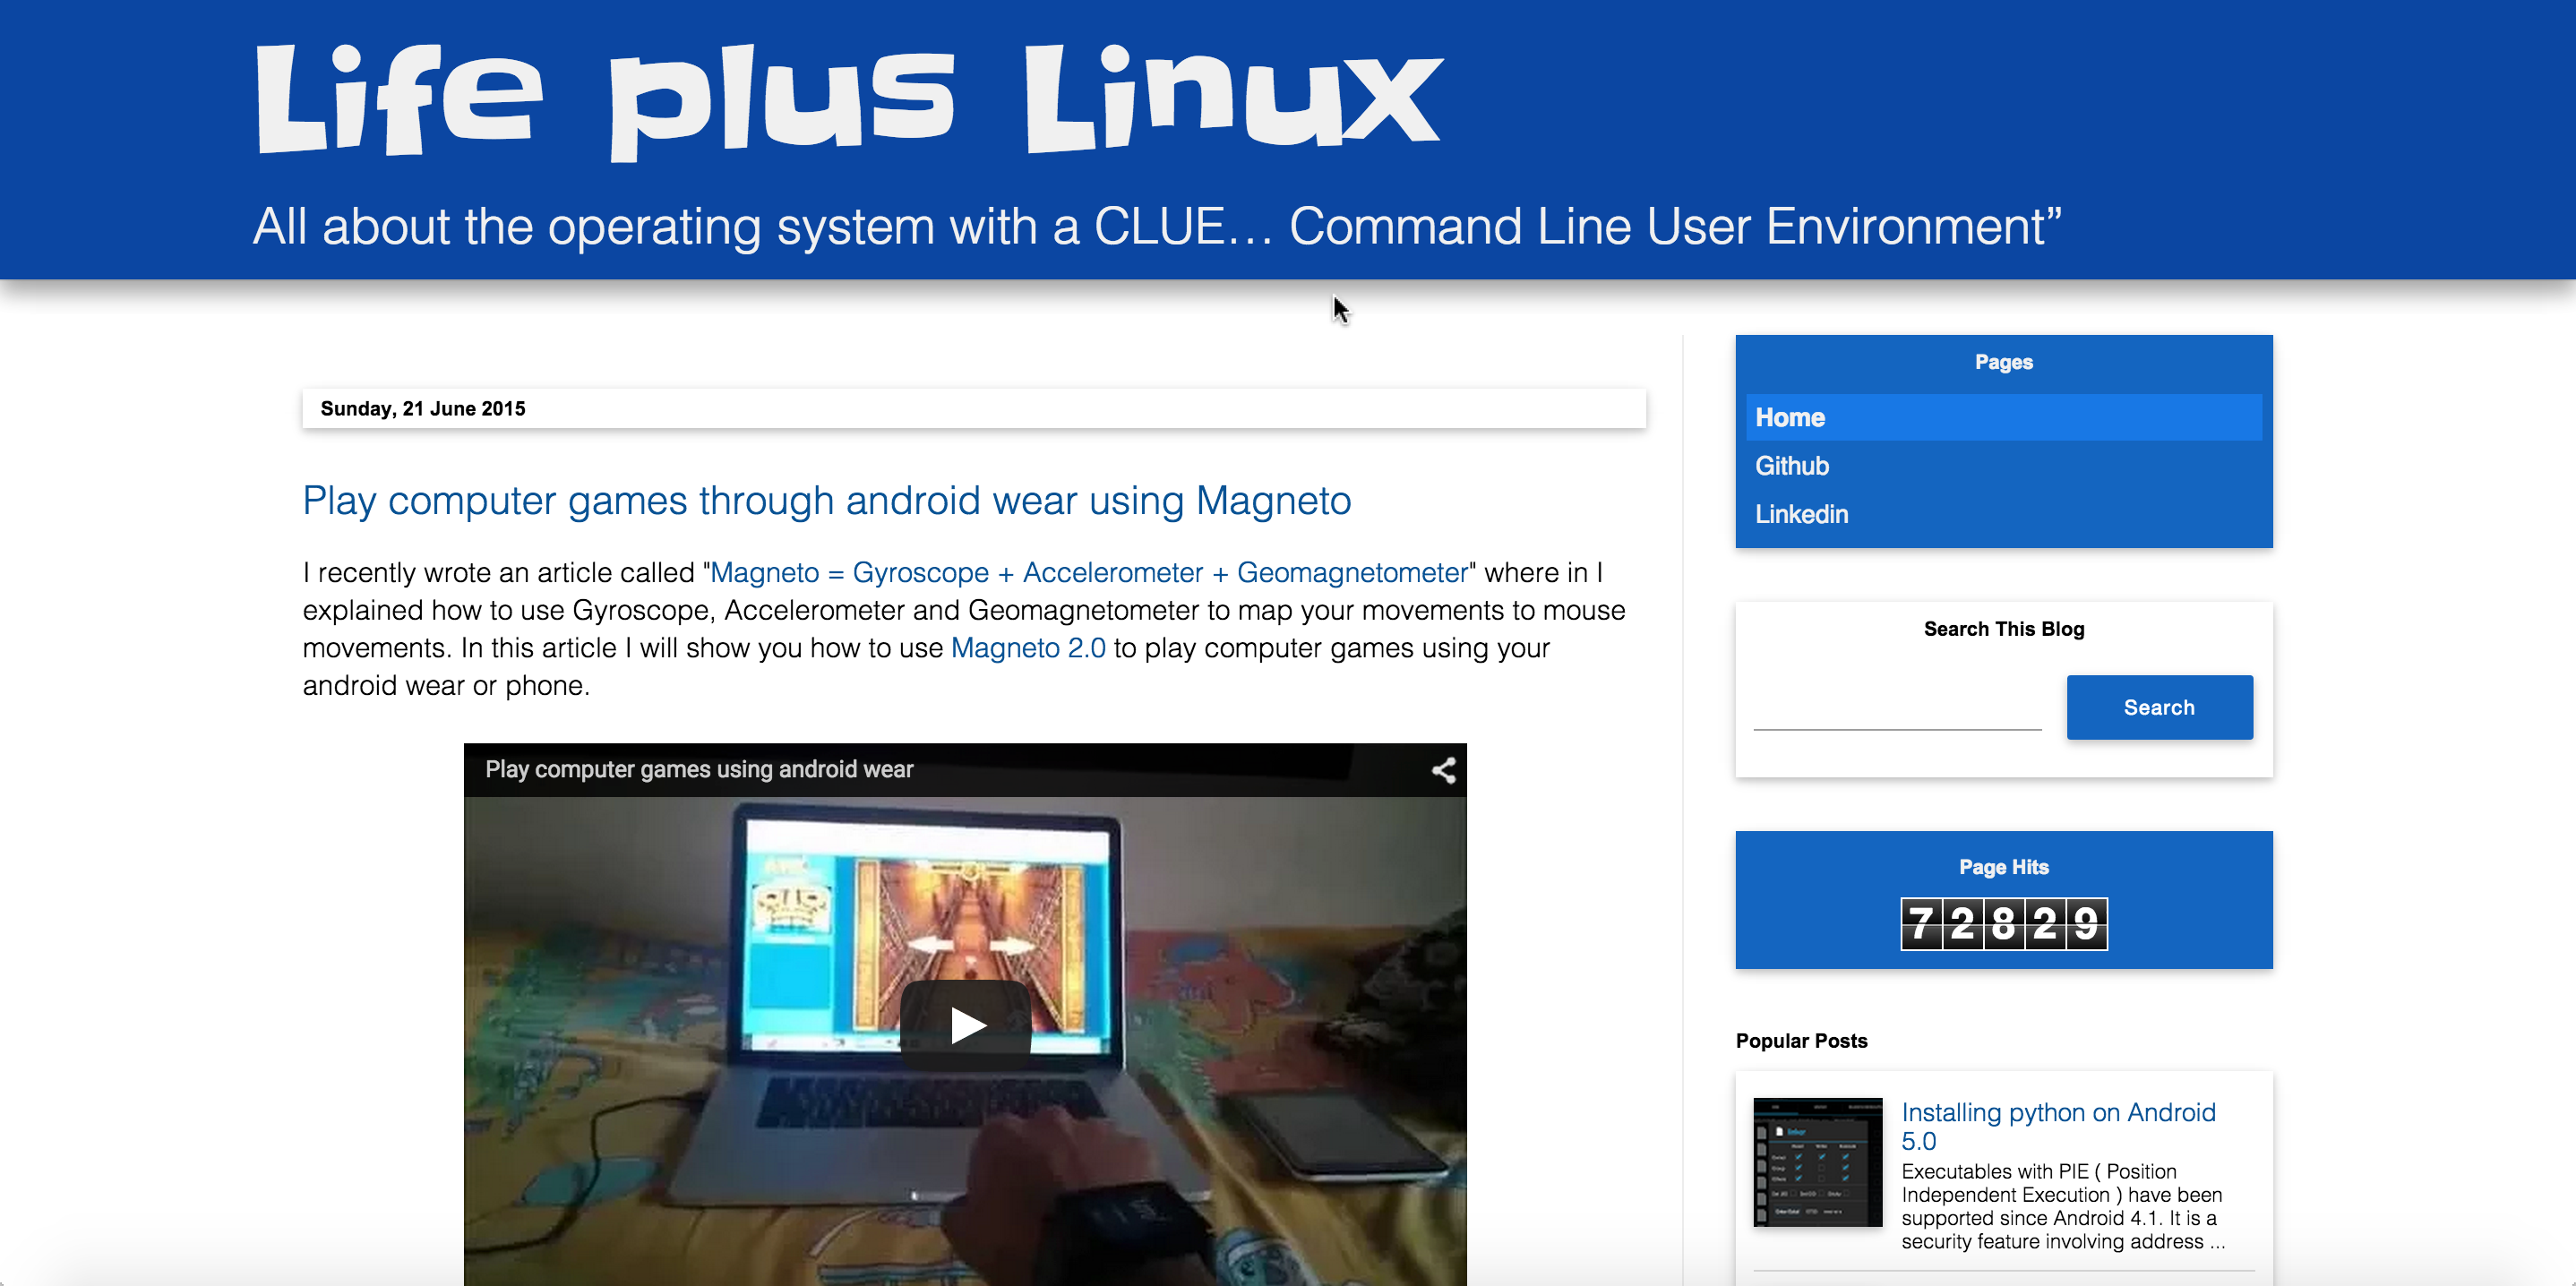 Life plus Linux
All about the operating system with a CLUE... Command Line User Environment”
Sunday, 21 June 2015
Play computer games through android wear using Magneto
I recently wrote an article called "Magneto = Gyroscope + Accelerometer + Geomagnetometer" where in I
explained how to use Gyroscope, Accelerometer and Geomagnetometer to map your movements to mouse
movements. In this article I will show you how to use Magneto 2.0 to play computer games using your
android wear or phone.
Play computer games using android wear
Pages
Home
Github
Linkedin
Search This Blog
Search
Page Hits
72829
Popular Posts
Installing python on Android
5.0
Executables with PIE ( Position
Independent Execution ) have been
supported since Android 4.1. It is a
security feature involving address ...